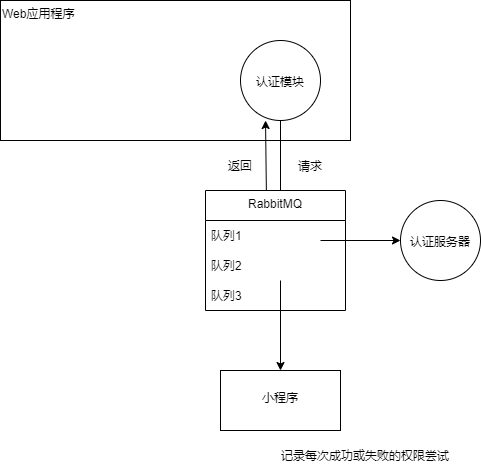 Web应用程序
认证模块
返回
请求
RabbitMQ
队列1
队列2
队列3
认证服务器
小程序
记录每次成功或失败的权限尝试